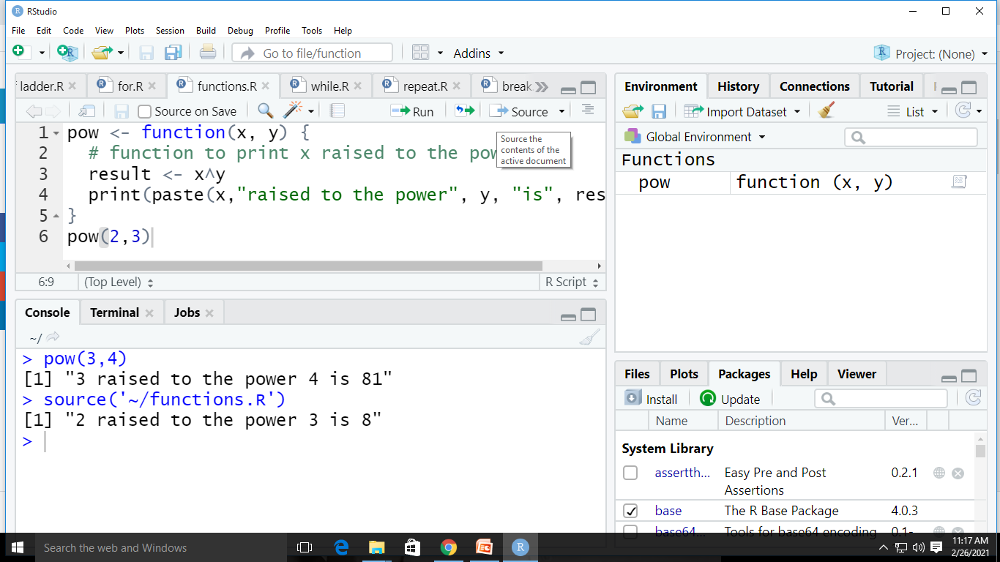 RStudio
File Edit Code View Plots Session Build Debug Profile Tools Help
Go to file/function Addins Project: (None)
ladder.R for.R functions.R while.R repeat.R break
Source on Save Run Source
1 pow <- function(x, y) {
2 # function to print x raised to the pow
3 result <- x^y
4 print(paste(x,"raised to the power", y, "is", res
5 }
6 pow(2,3)
Source the
contents of the
active document
6:9 (Top Level) R Script
Console Terminal Jobs
~/
> pow(3,4)
[1] "3 raised to the power 4 is 81"
> source('~/functions.R')
[1] "2 raised to the power 3 is 8"
>
Environment History Connections Tutorial
Import Dataset List
Global Environment
Functions
pow function (x, y)
Files Plots Packages Help Viewer
Install Update
Name Description Ver...
System Library
assertth... Easy Pre and Post 0.2.1
Assertions
base The R Base Package 4.0.3
base64... Tools for base64 encoding 0.1-
Search the web and Windows
11:17 AM
2/26/2021